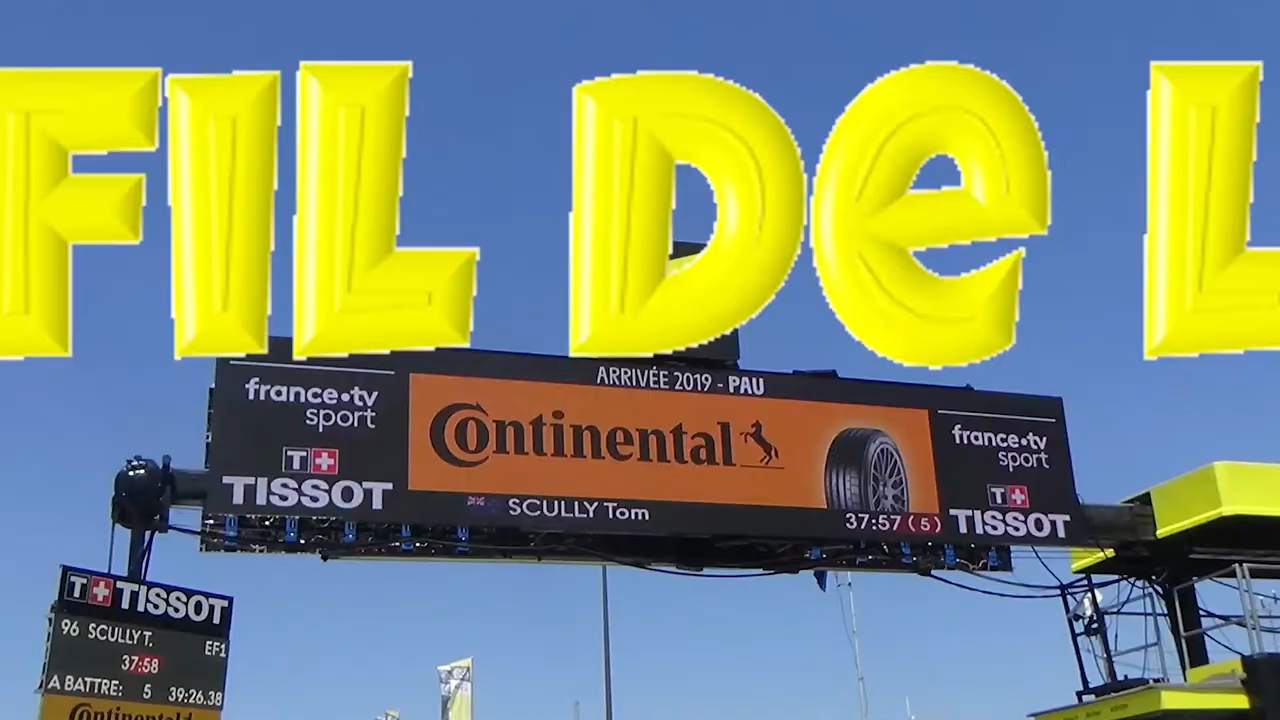 FIL De L
ARRIVÉE 2019 - PAU
france•tv
sport
TISSOT
Continental
SCULLY Tom
37:57 (5)
france•tv
sport
TISSOT
TISSOT
96 SCULLY T. EF1
37:58
A BATTRE: 5 39:26.38
Continental